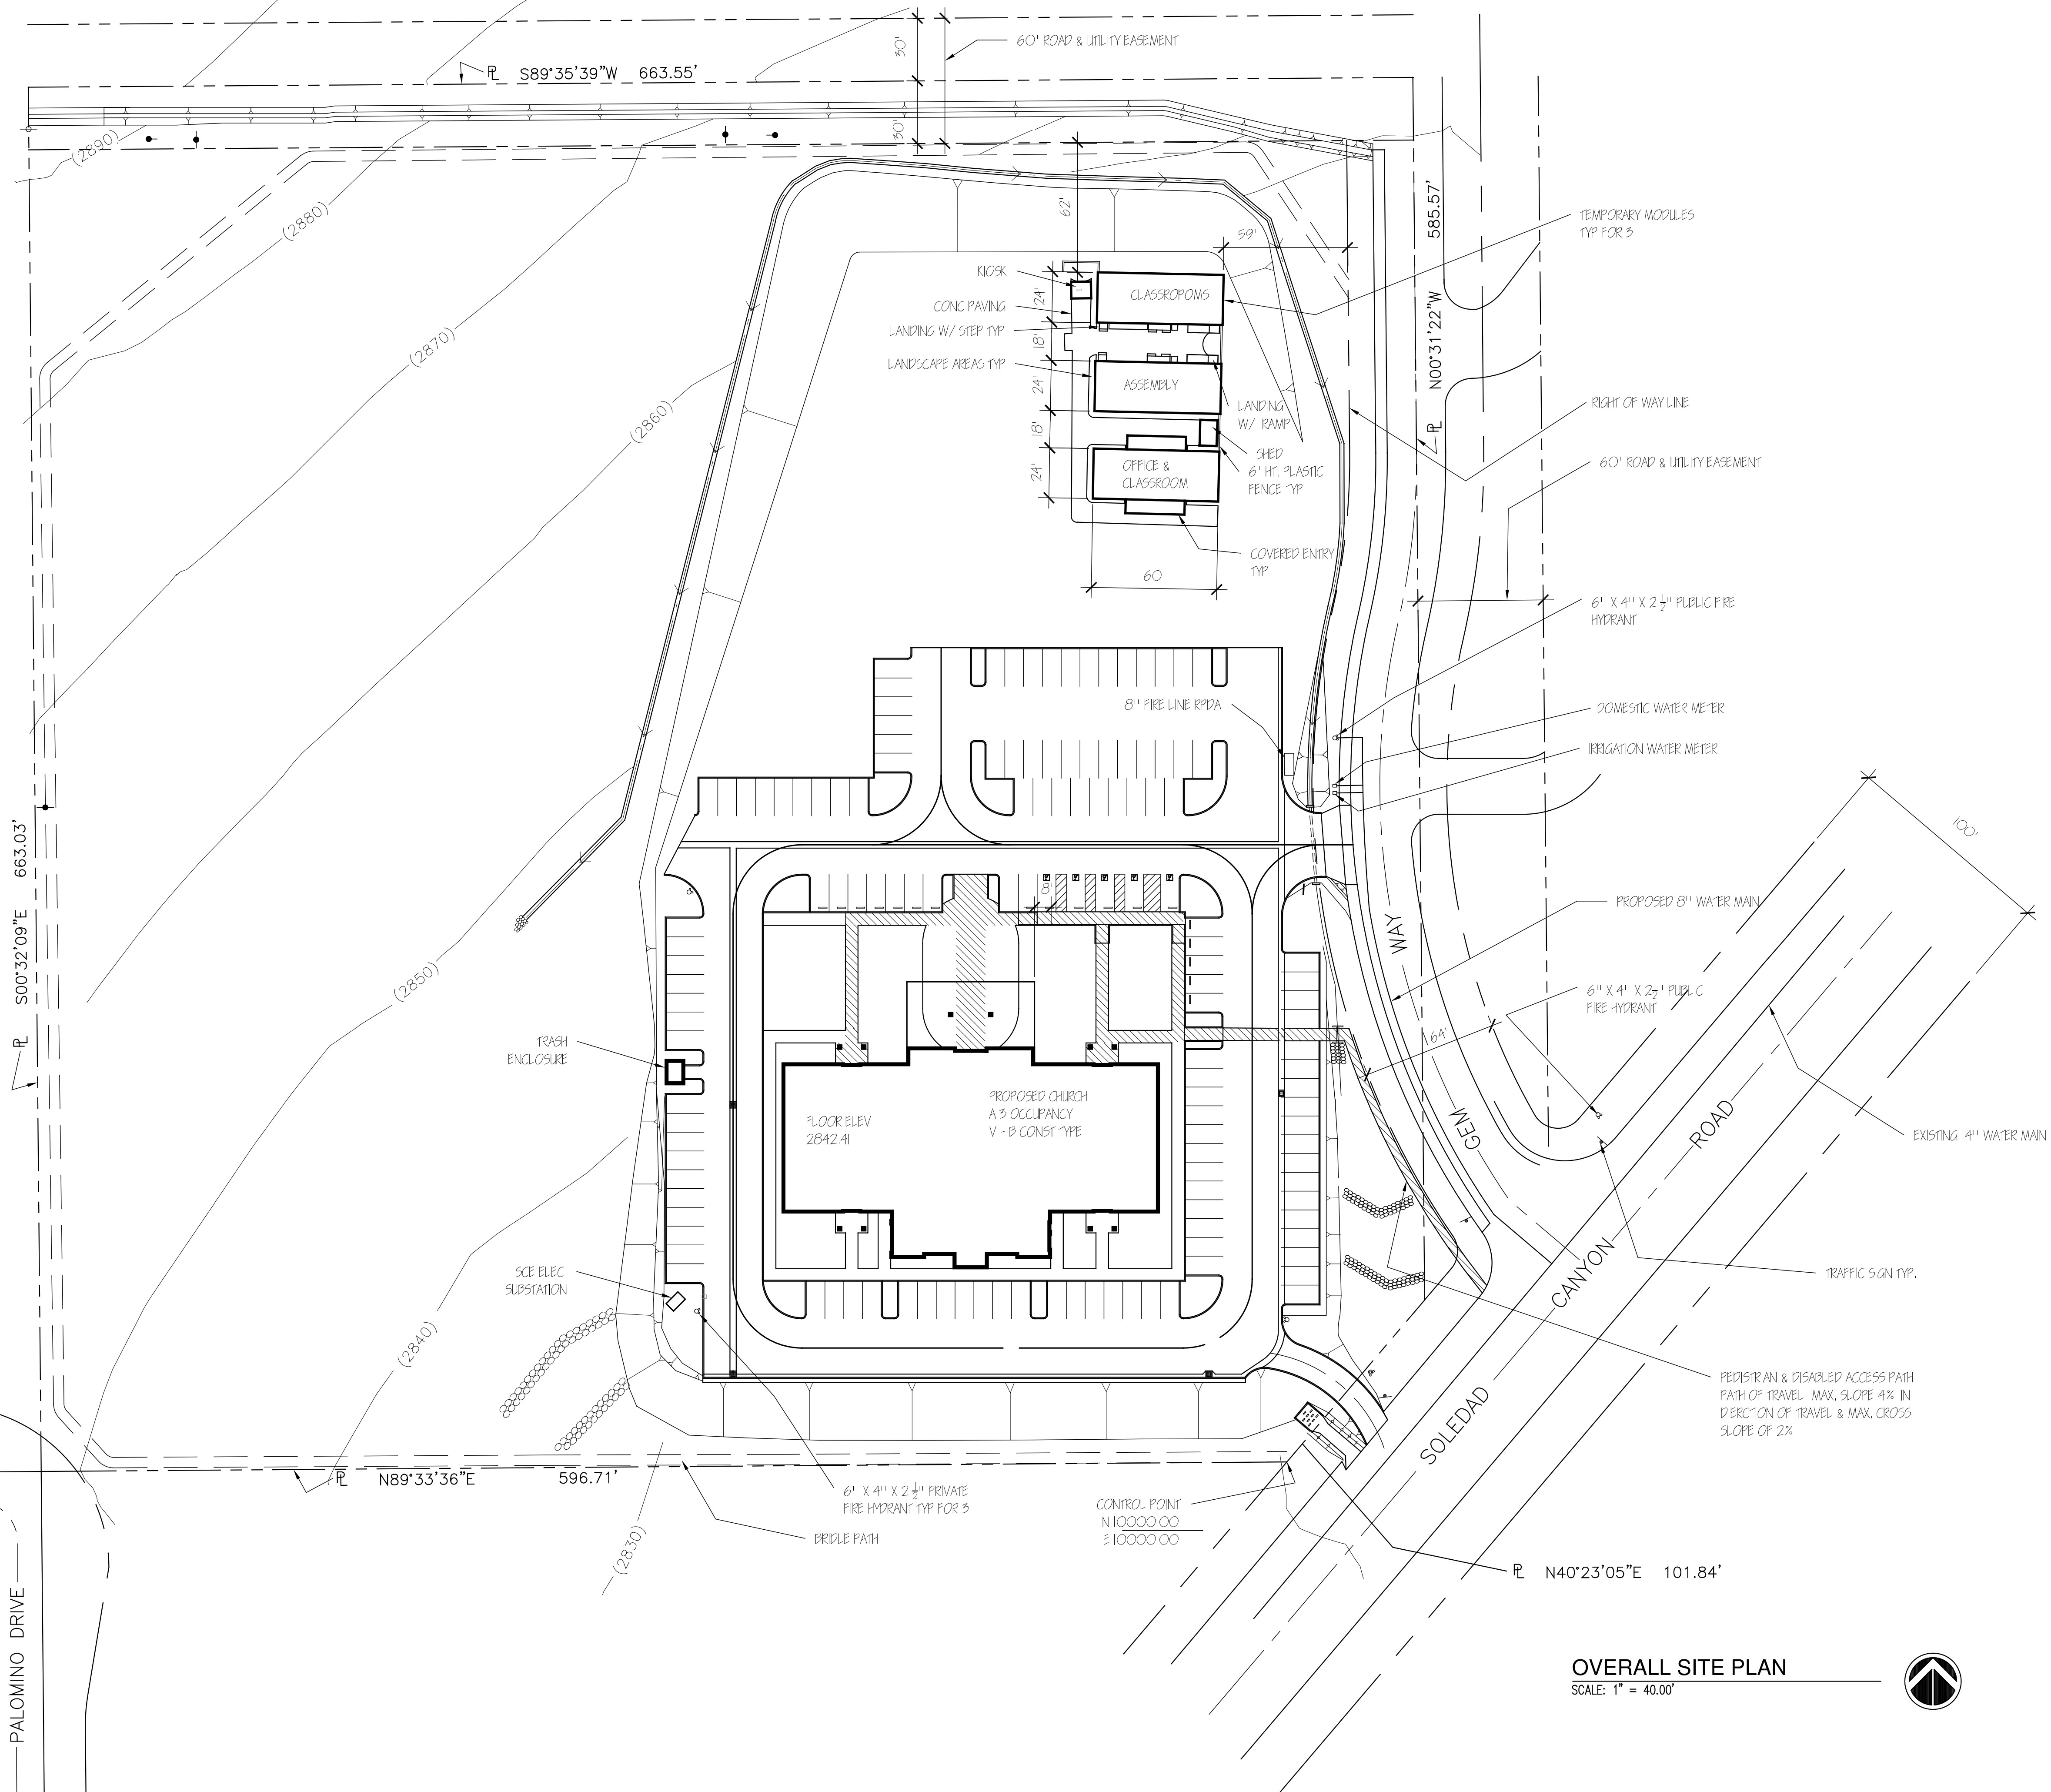 60' ROAD & UTILITY EASEMENT
30'
PL S89°35'39"W 663.55'
30'
(2890)
(2880)
(2870)
(2860)
(2850)
(2840)
(2830)
62'
59'
585.57'
N00°31'22"W
PL
TEMPORARY MODULES
TYP FOR 3
KIOSK
CLASSROPOMS
CONC PAVING
LANDING W/ STEP TYP
LANDSCAPE AREAS TYP
24'
18'
24'
18'
24'
ASSEMBLY
LANDING
W/ RAMP
SHED
6' HT. PLASTIC
FENCE TYP
OFFICE &
CLASSROOM
COVERED ENTRY
TYP
60'
RIGHT OF WAY LINE
60' ROAD & UTILITY EASEMENT
6" X 4" X 2 1/2" PUBLIC FIRE
HYDRANT
8" FIRE LINE RPDA
DOMESTIC WATER METER
IRRIGATION WATER METER
100'
S00°32'09"E 663.03'
PL
8'
PROPOSED 8" WATER MAIN
WAY
GEM
6" X 4" X 2 1/2" PUBLIC
FIRE HYDRANT
64'
TRASH
ENCLOSURE
FLOOR ELEV.
2842.41'
PROPOSED CHURCH
A 3 OCCUPANCY
V - B CONST TYPE
EXISTING 14" WATER MAIN
SOLEDAD CANYON ROAD
TRAFFIC SIGN TYP.
SCE ELEC.
SUBSTATION
PEDISTRIAN & DISABLED ACCESS PATH
PATH OF TRAVEL MAX. SLOPE 4% IN
DIERCTION OF TRAVEL & MAX. CROSS
SLOPE OF 2%
PL N89°33'36"E 596.71'
6" X 4" X 2 1/2" PRIVATE
FIRE HYDRANT TYP FOR 3
BRIDLE PATH
CONTROL POINT
N 10000.00'
E 10000.00'
PL N40°23'05"E 101.84'
PALOMINO DRIVE
OVERALL SITE PLAN
SCALE: 1" = 40.00'